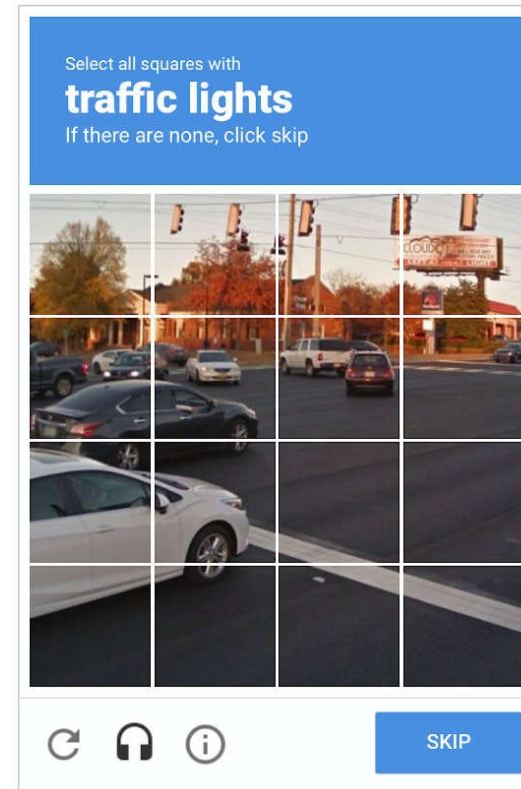 Select all squares with
traffic lights
If there are none, click skip
SKIP